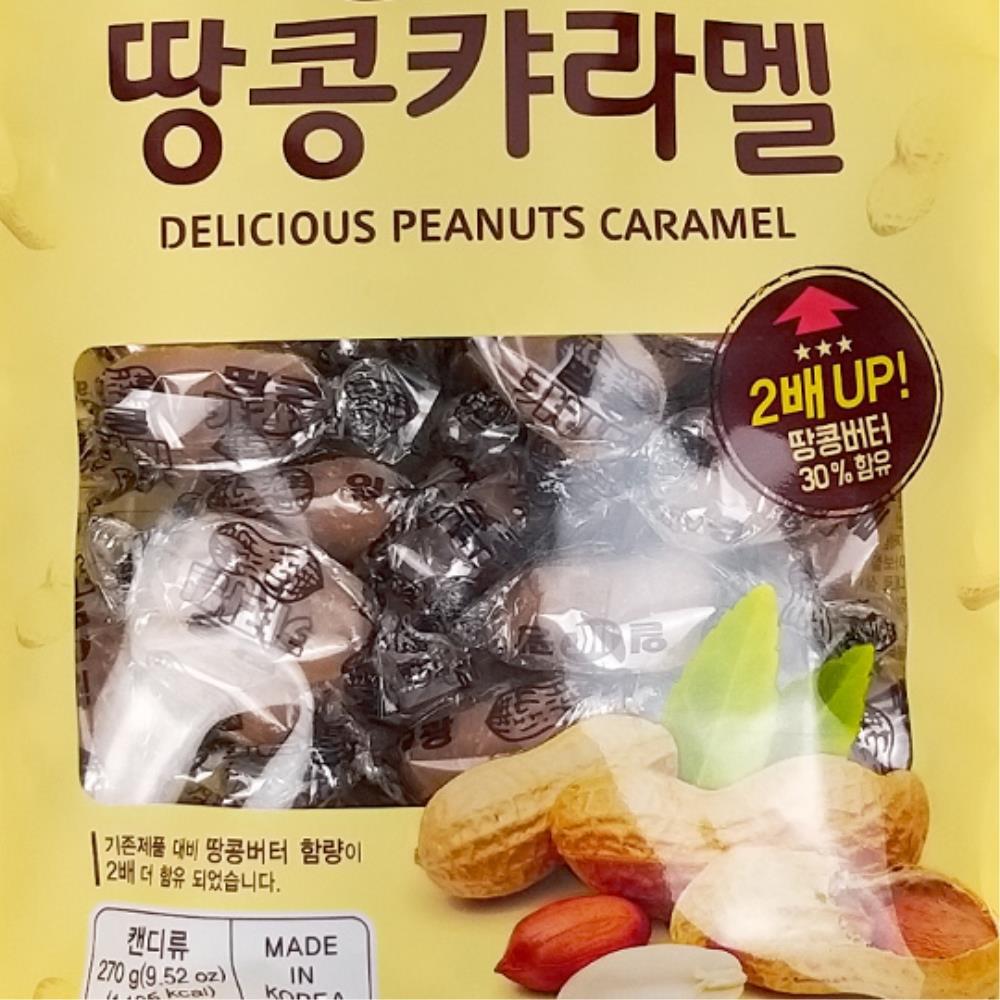 땅콩캬라멜
DELICIOUS PEANUTS CARAMEL
2배 UP!
땅콩버터
30% 함유
기존제품 대비 땅콩버터 함량이
2배 더 함유 되었습니다.
캔디류
270 g(9.52 oz)
kcal)
MADE
IN
KOREA